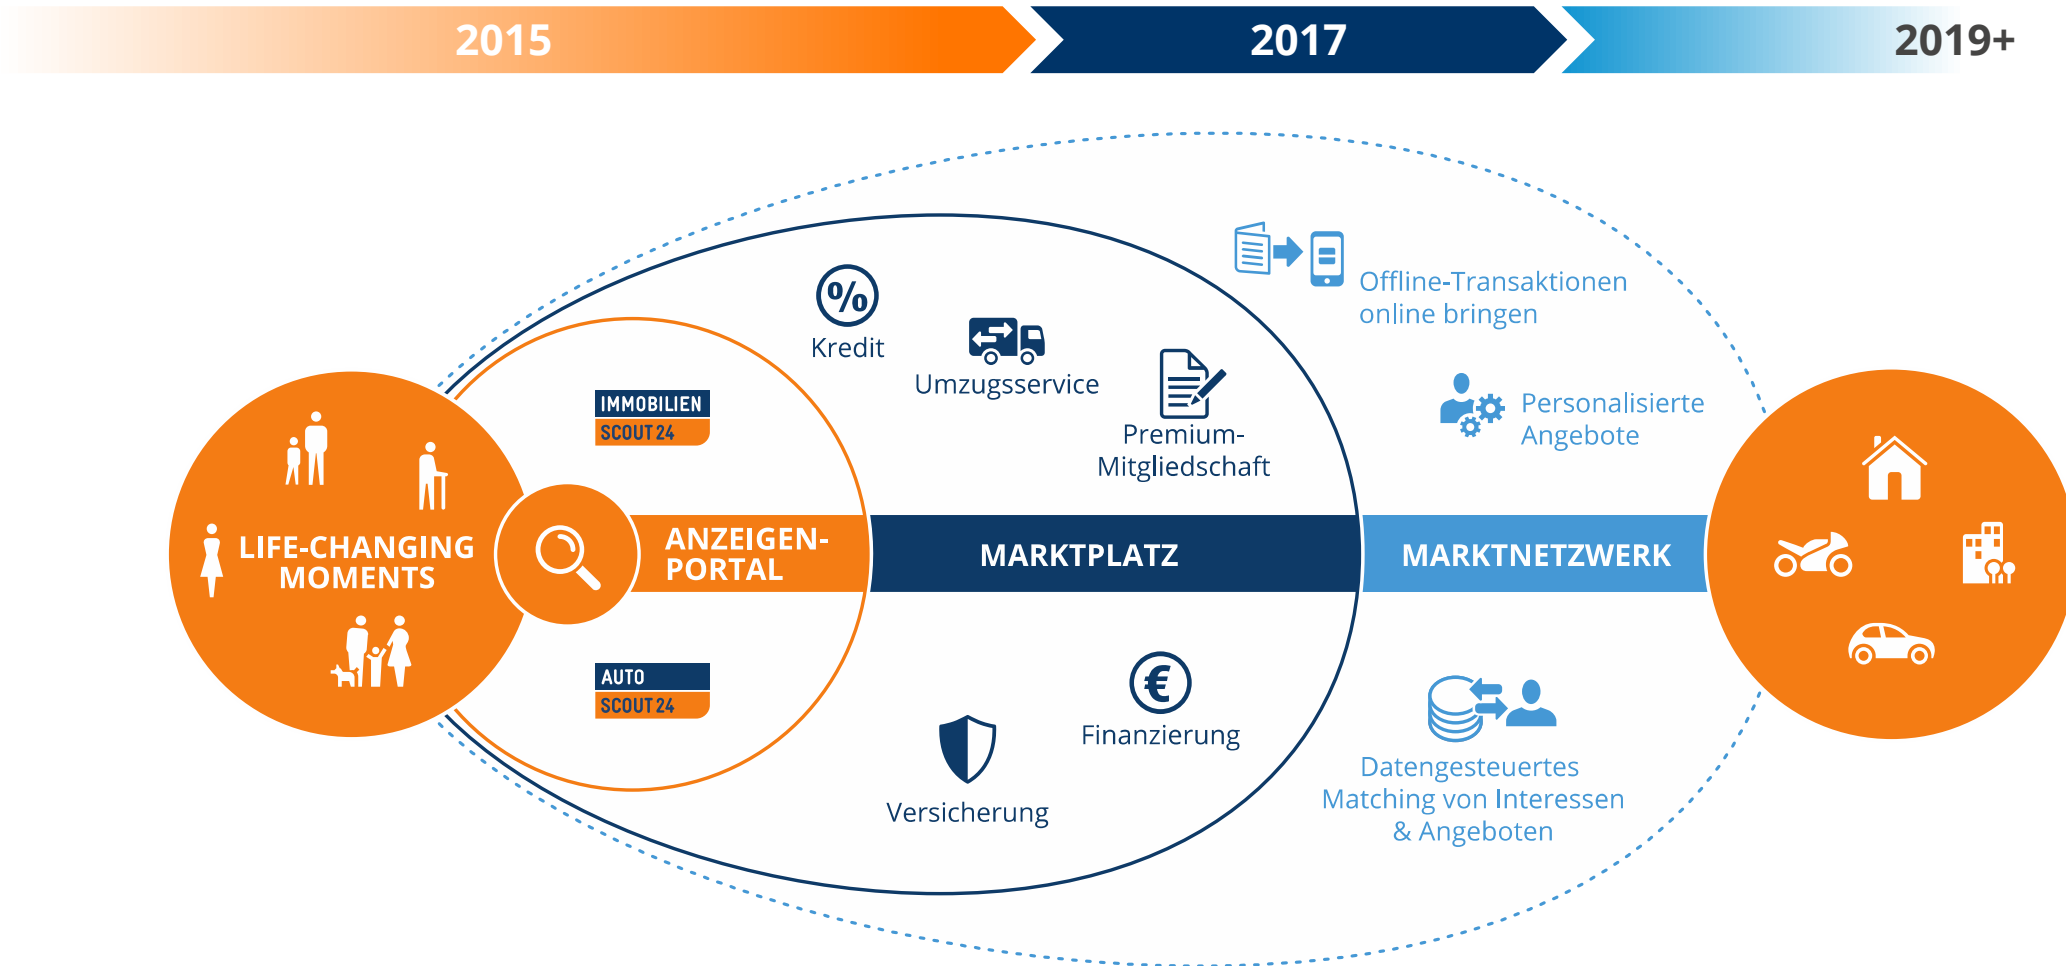 2015
2017
2019+
Offline-Transaktionen
online bringen
%
Kredit
Umzugsservice
Premium-
Mitgliedschaft
Personalisierte
Angebote
IMMOBILIEN
SCOUT 24
LIFE-CHANGING
MOMENTS
ANZEIGEN-
PORTAL
MARKTPLATZ
MARKTNETZWERK
AUTO
SCOUT 24
€
Finanzierung
Versicherung
Datengesteuertes
Matching von Interessen
& Angeboten